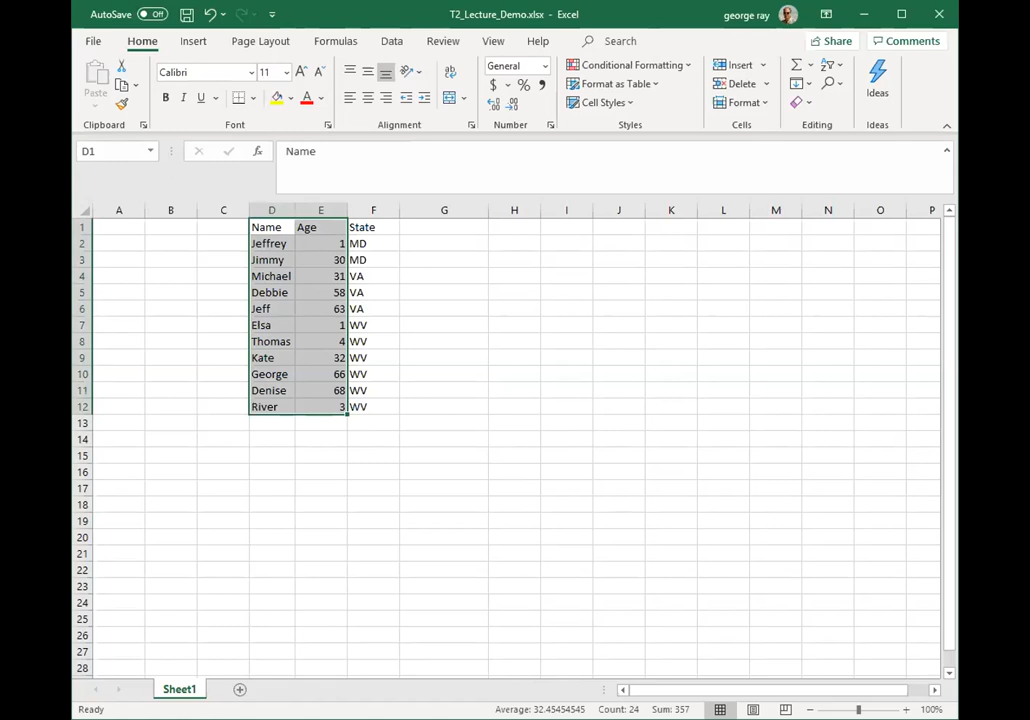 AutoSave Off T2_Lecture_Demo.xlsx - Excel george ray
File Home Insert Page Layout Formulas Data Review View Help Search Share Comments
Paste Calibri 11 General Conditional Formatting Insert Ideas
B I U A $ % , Format as Table Delete
Cell Styles Format
Clipboard Font Alignment Number Styles Cells Editing Ideas
D1 fx Name
A B C D E F G H I J K L M N O P
1 Name Age State
2 Jeffrey 1 MD
3 Jimmy 30 MD
4 Michael 31 VA
5 Debbie 58 VA
6 Jeff 63 VA
7 Elsa 1 WV
8 Thomas 4 WV
9 Kate 32 WV
10 George 66 WV
11 Denise 68 WV
12 River 3 WV
13
14
15
16
17
18
19
20
21
22
23
24
25
26
27
28
Sheet1
Ready Average: 32.45454545 Count: 24 Sum: 357 100%